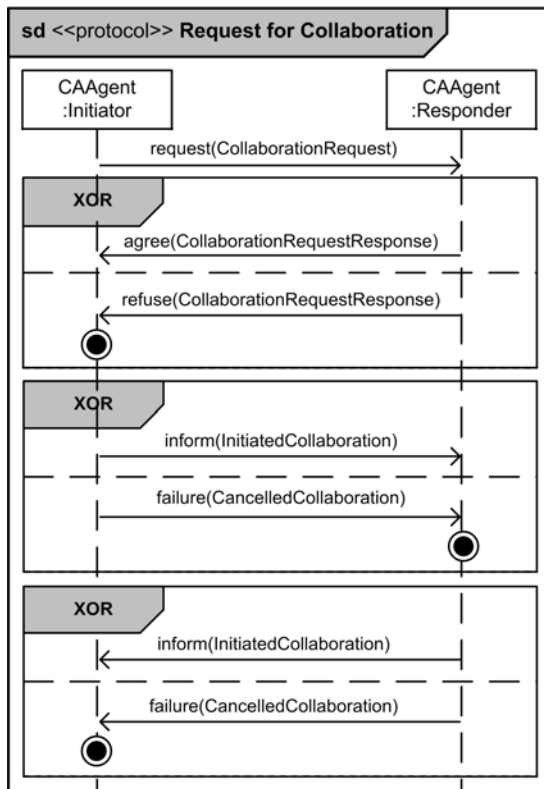 sd <<protocol>> Request for Collaboration
CAAgent
:Initiator
CAAgent
:Responder
request(CollaborationRequest)
XOR
agree(CollaborationRequestResponse)
refuse(CollaborationRequestResponse)
XOR
inform(InitiatedCollaboration)
failure(CancelledCollaboration)
XOR
inform(InitiatedCollaboration)
failure(CancelledCollaboration)